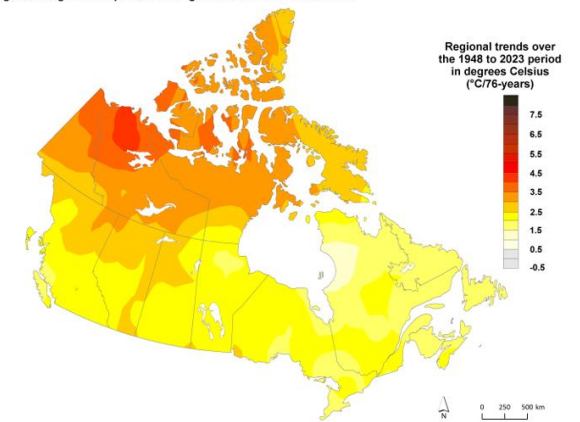 Regional trends over
the 1948 to 2023 period
in degrees Celsius
(°C/76-years)
7.5
6.5
5.5
4.5
3.5
2.5
1.5
0.5
-0.5
N
0 250 500 km